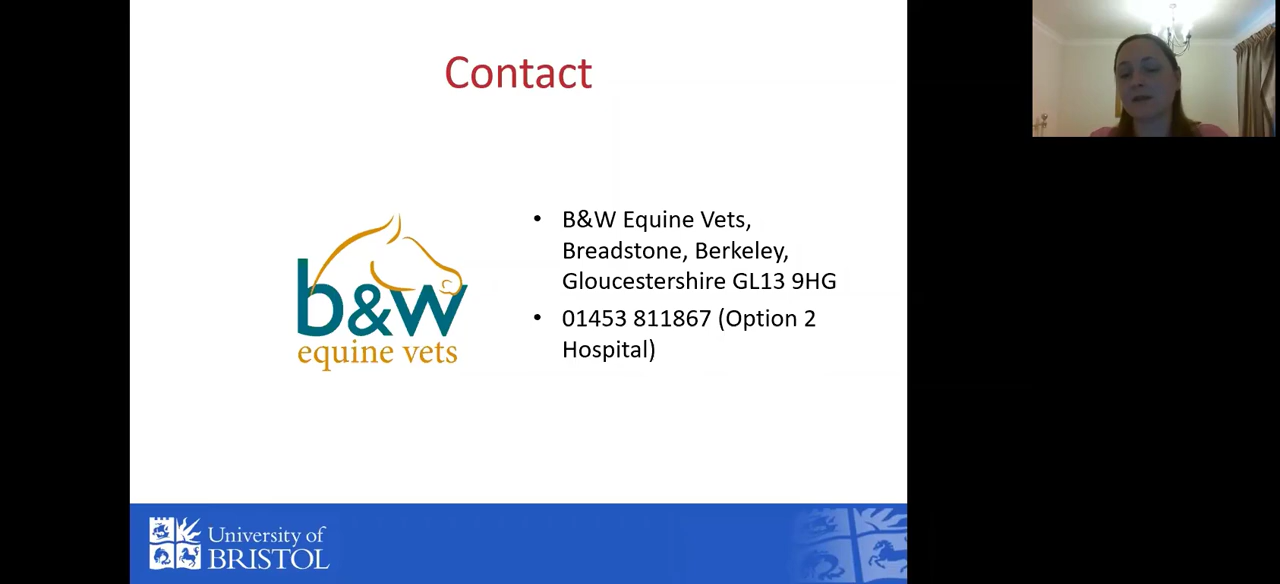 Contact
b&w
equine vets
• B&W Equine Vets,
Breadstone, Berkeley,
Gloucestershire GL13 9HG
• 01453 811867 (Option 2
Hospital)
University of
BRISTOL